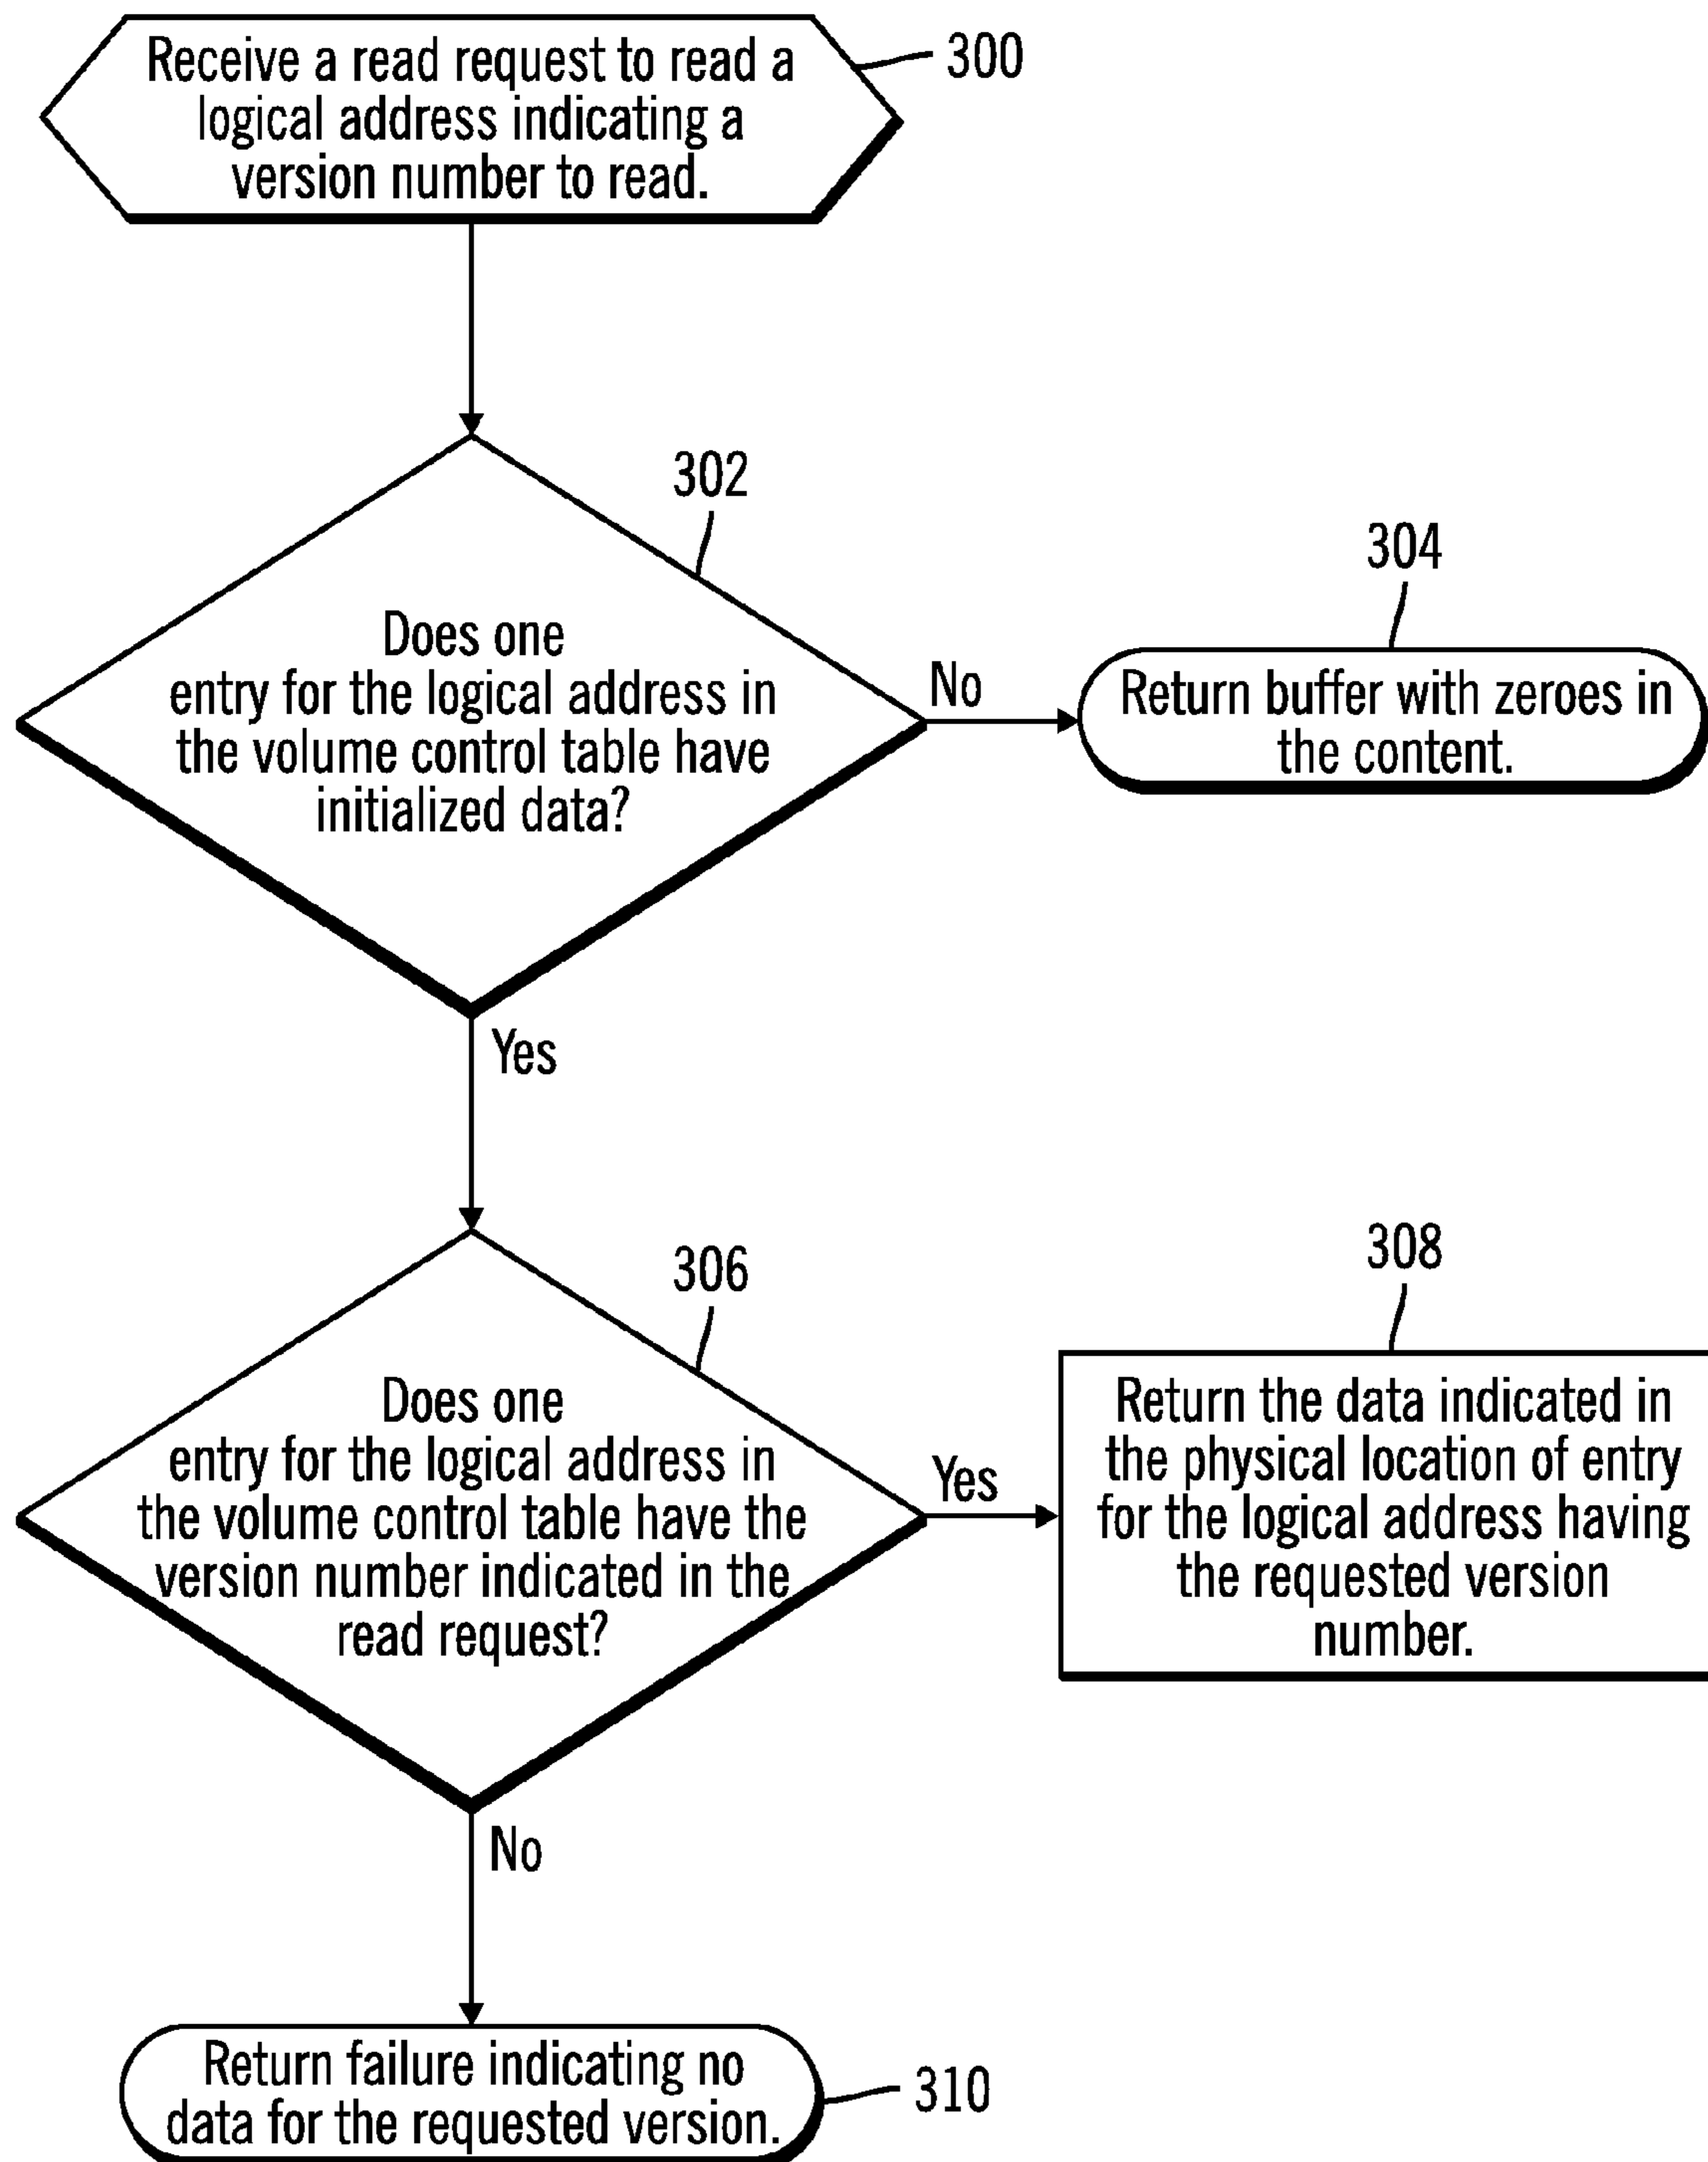 Receive a read request to read a
logical address indicating a
version number to read.
300
302
Does one
entry for the logical address in
the volume control table have
initialized data?
No
304
Return buffer with zeroes in
the content.
Yes
306
Does one
entry for the logical address in
the volume control table have the
version number indicated in the
read request?
Yes
308
Return the data indicated in
the physical location of entry
for the logical address having
the requested version
number.
No
Return failure indicating no
data for the requested version.
310